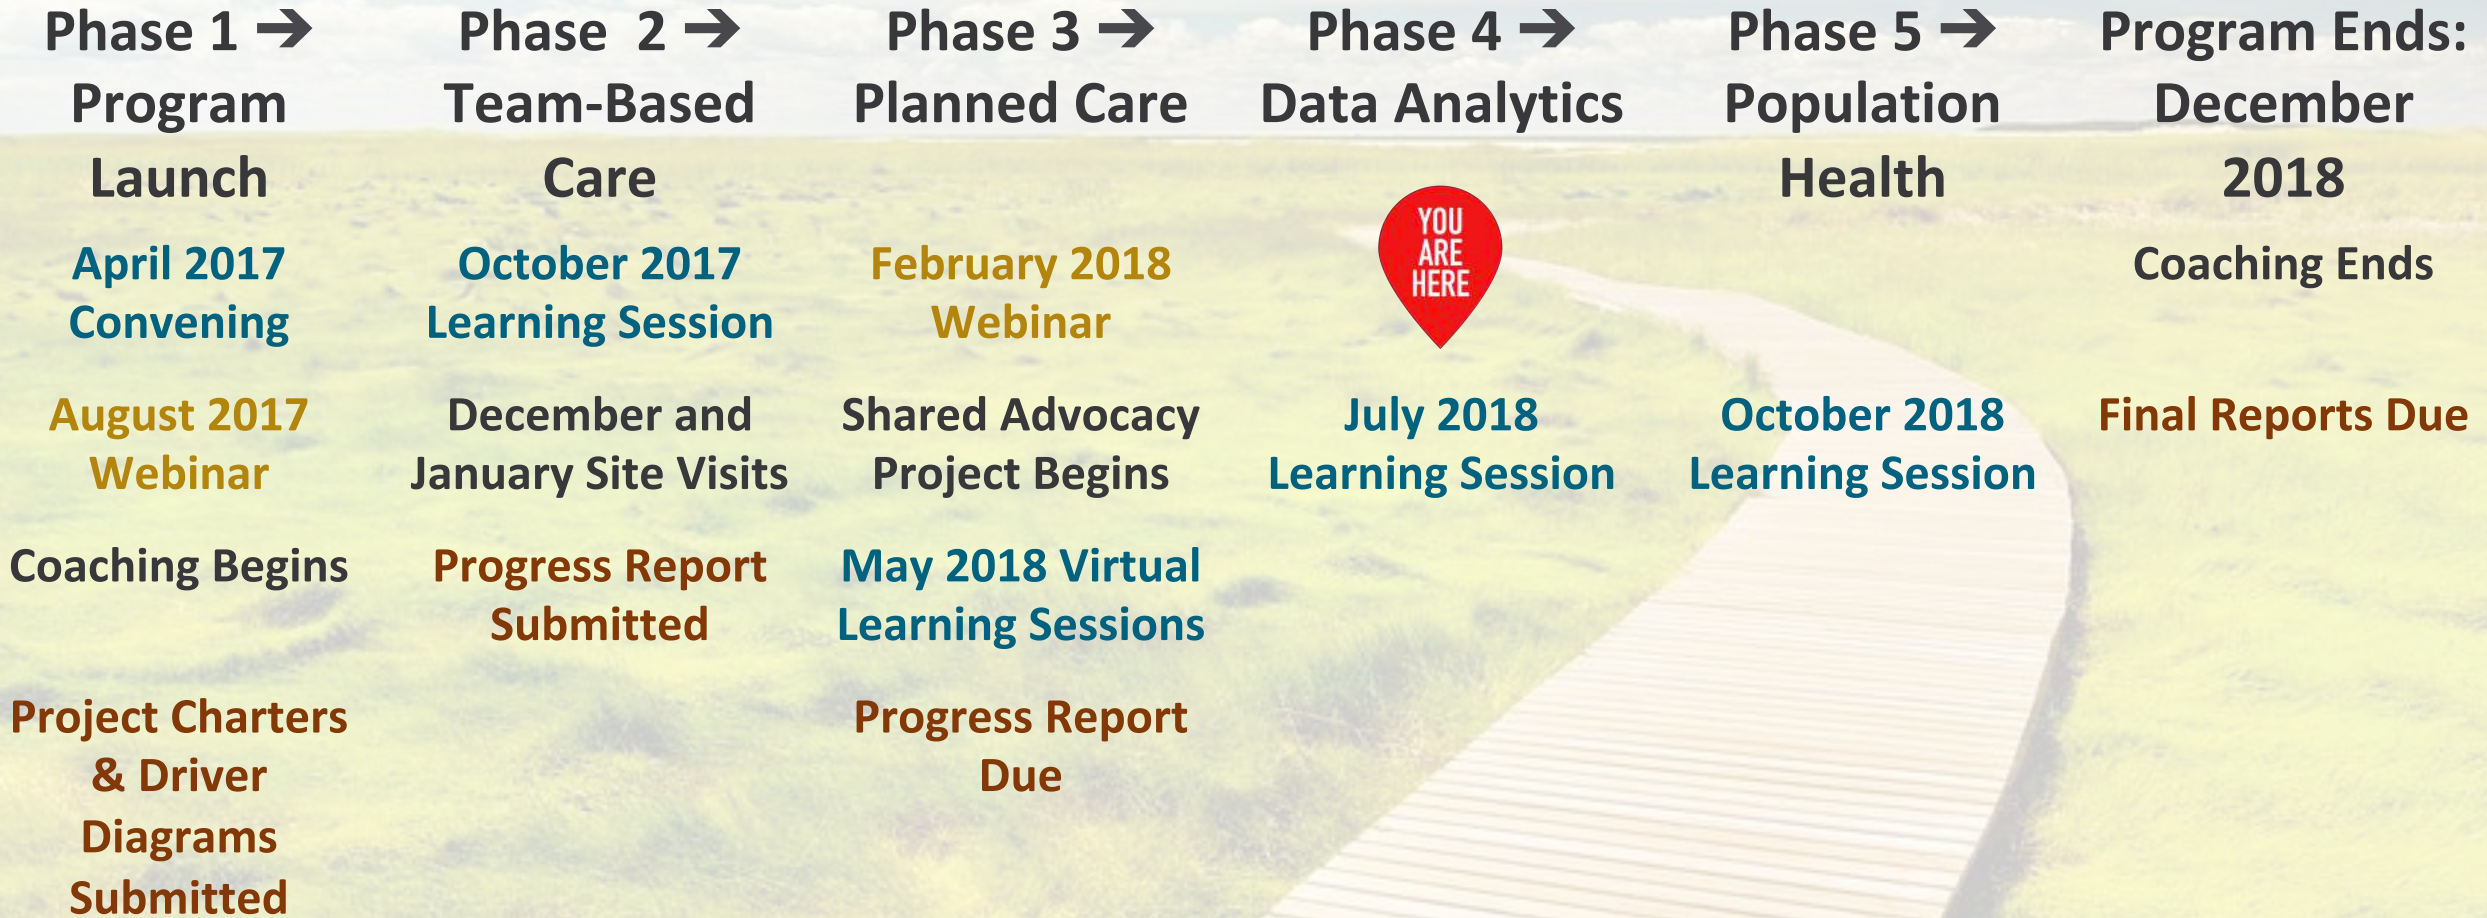 Phase 1 ➔
Program
Launch
April 2017
Convening
August 2017
Webinar
Coaching Begins
Project Charters
& Driver
Diagrams
Submitted
Phase 2 ➔
Team-Based
Care
October 2017
Learning Session
December and
January Site Visits
Progress Report
Submitted
Phase 3 ➔
Planned Care
February 2018
Webinar
Shared Advocacy
Project Begins
May 2018 Virtual
Learning Sessions
Progress Report
Due
Phase 4 ➔
Data Analytics
YOU
ARE
HERE
July 2018
Learning Session
Phase 5 ➔
Population
Health
October 2018
Learning Session
Program Ends:
December
2018
Coaching Ends
Final Reports Due